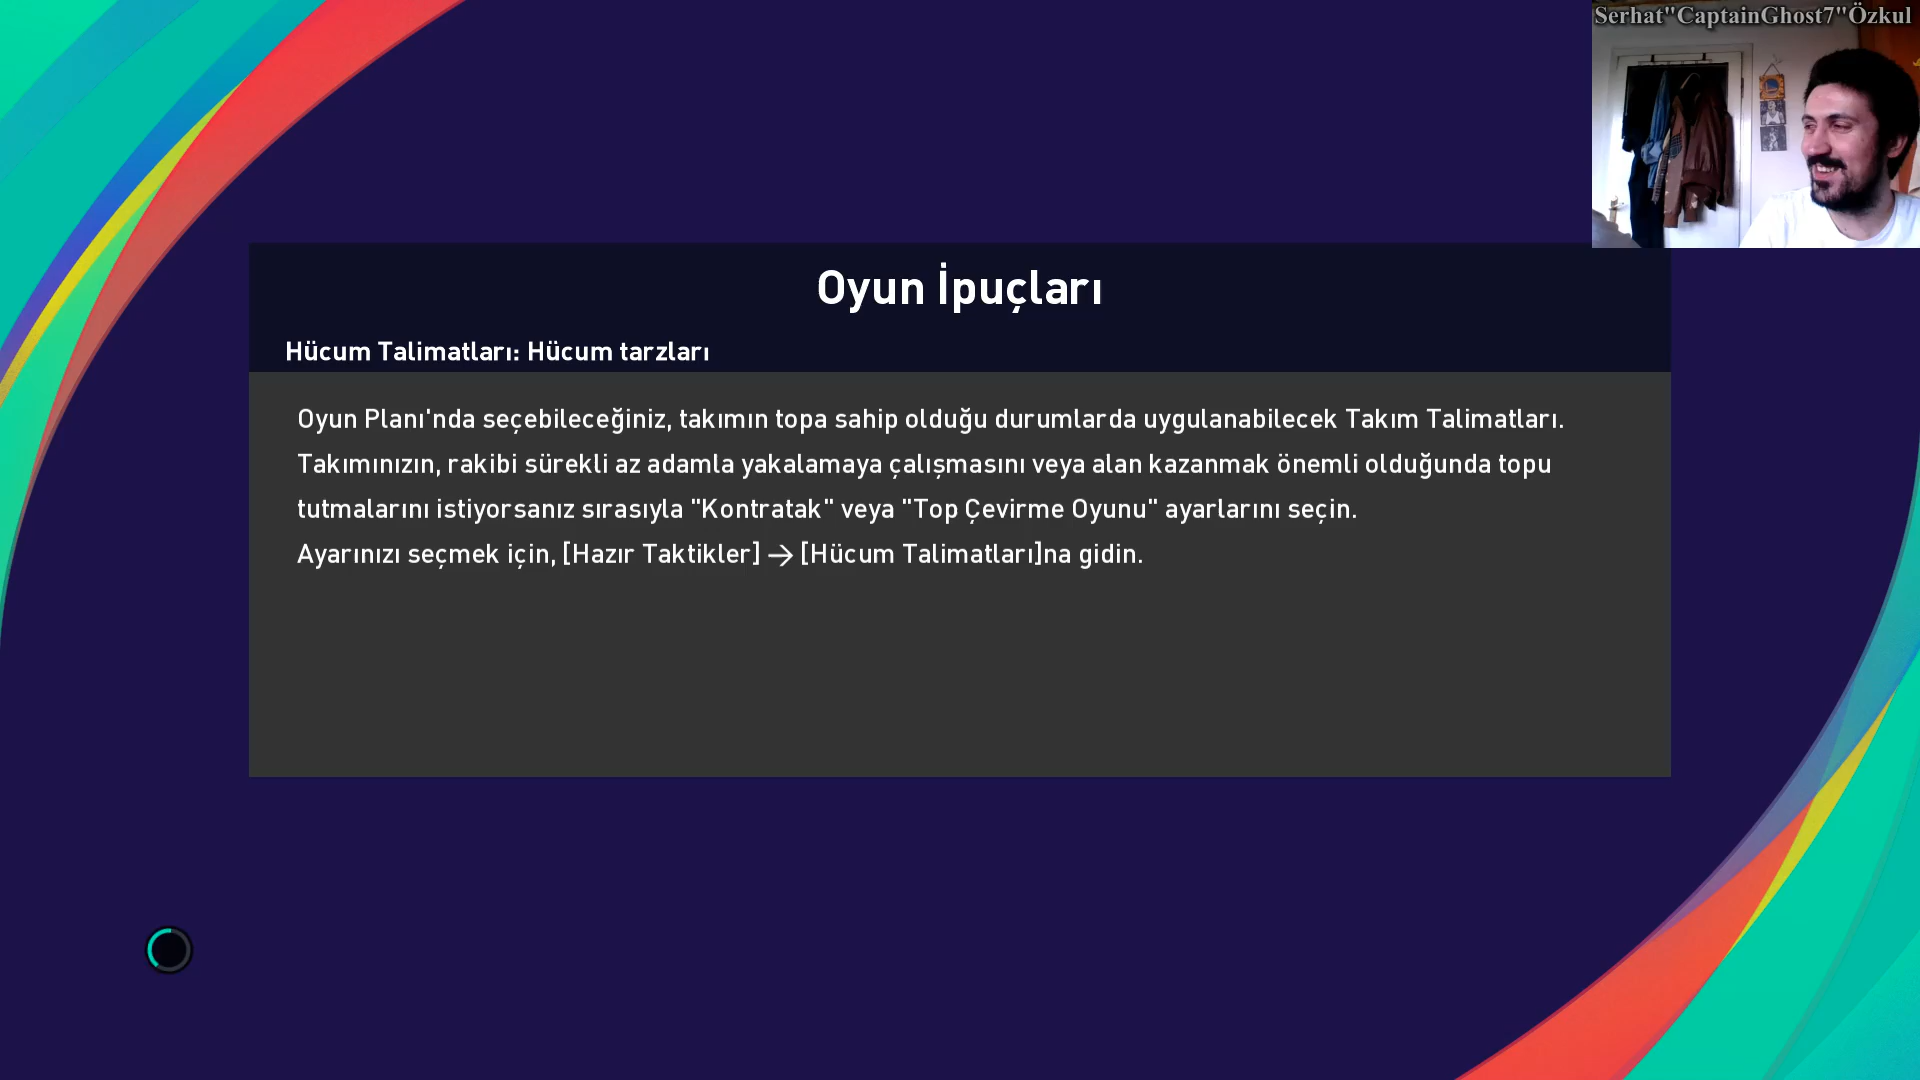 Serhat"CaptainGhost7"Özkul
Oyun İpuçları
Hücum Talimatları: Hücum tarzları
Oyun Planı'nda seçebileceğiniz, takımın topa sahip olduğu durumlarda uygulanabilecek Takım Talimatları.
Takımınızın, rakibi sürekli az adamla yakalamaya çalışmasını veya alan kazanmak önemli olduğunda topu
tutmalarını istiyorsanız sırasıyla "Kontratak" veya "Top Çevirme Oyunu" ayarlarını seçin.
Ayarınızı seçmek için, [Hazır Taktikler] → [Hücum Talimatları]na gidin.